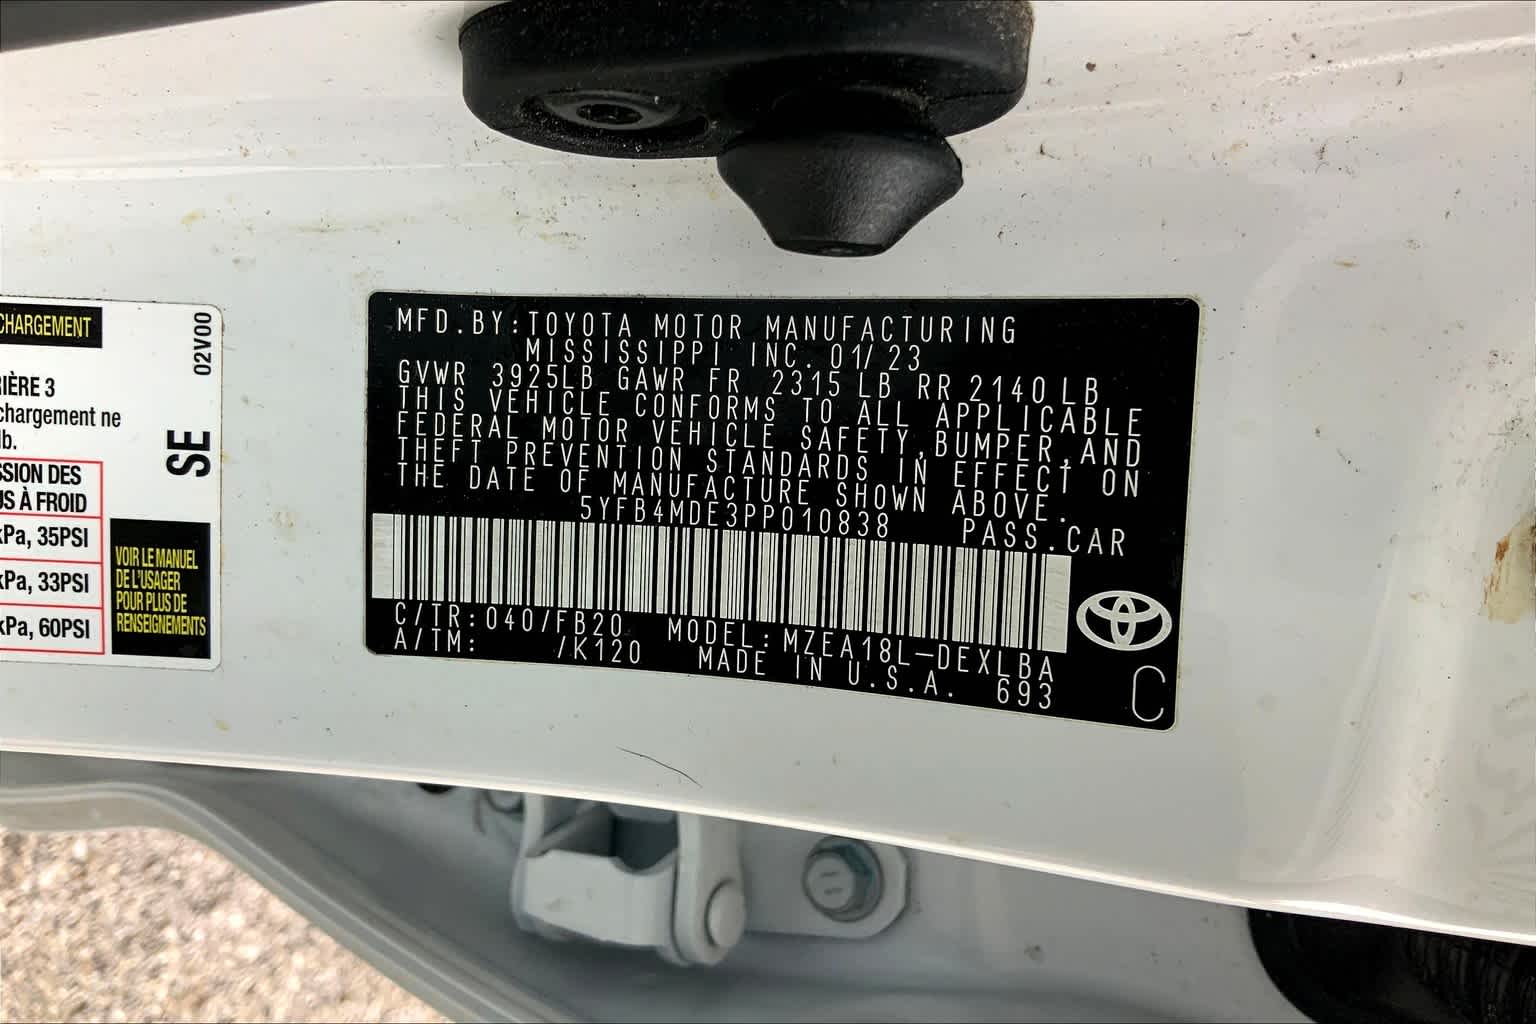 CHARGEMENT
02V00
RIÈRE 3
chargement ne
lb.
SE
SSION DES
US À FROID
kPa, 35PSI
kPa, 33PSI
kPa, 60PSI
VOIR LE MANUEL
DE L'USAGER
POUR PLUS DE
RENSEIGNEMENTS
MFD.BY:TOYOTA MOTOR MANUFACTURING
MISSISSIPPI INC. 01/23
GVWR 3925LB GAWR FR 2315 LB RR 2140 LB
THIS VEHICLE CONFORMS TO ALL APPLICABLE
FEDERAL MOTOR VEHICLE SAFETY,BUMPER,AND
THEFT PREVENTION STANDARDS IN EFFECT ON
THE DATE OF MANUFACTURE SHOWN ABOVE.
5YFB4MDE3PP010838 PASS.CAR
C/TR:040/FB20 MODEL:MZEA18L-DEXLBA
A/TM: /K120 MADE IN U.S.A. 693
C